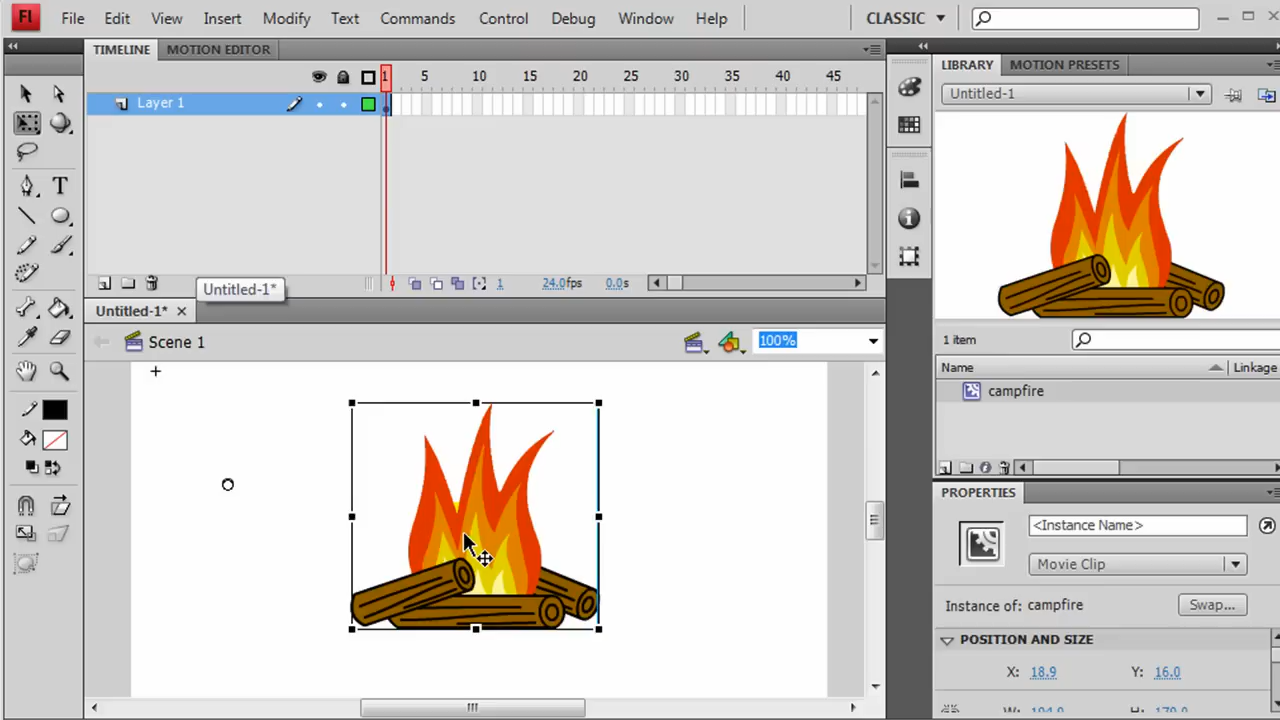 Fl File Edit View Insert Modify Text Commands Control Debug Window Help CLASSIC
TIMELINE MOTION EDITOR
1 5 10 15 20 25 30 35 40 45
Layer 1
1 24.0fps 0.0s
Untitled-1*
Untitled-1*
Scene 1 100%
LIBRARY MOTION PRESETS
Untitled-1
1 item
Name Linkage
campfire
PROPERTIES
<Instance Name>
Movie Clip
Instance of: campfire Swap...
POSITION AND SIZE
X: 18.9 Y: 16.0